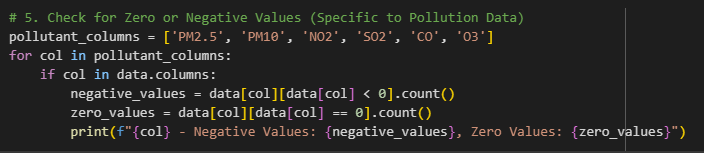 # 5. Check for Zero or Negative Values (Specific to Pollution Data)
pollutant_columns = ['PM2.5', 'PM10', 'NO2', 'SO2', 'CO', 'O3']
for col in pollutant_columns:
    if col in data.columns:
        negative_values = data[col][data[col] < 0].count()
        zero_values = data[col][data[col] == 0].count()
        print(f"{col} - Negative Values: {negative_values}, Zero Values: {zero_values}")